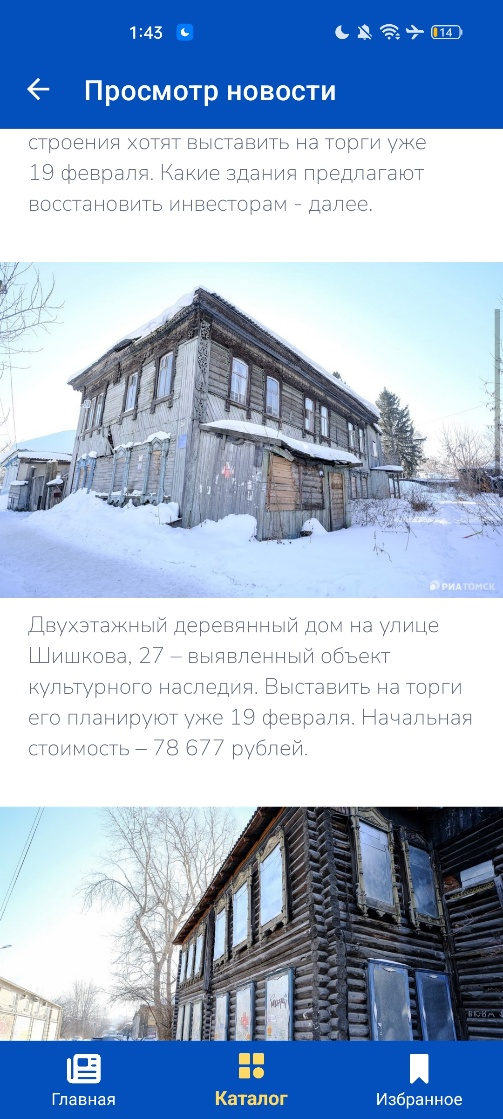 1:43
14
Просмотр новости
строения хотят выставить на торги уже
19 февраля. Какие здания предлагают
восстановить инвесторам - далее.
РИАТОМСК
Двухэтажный деревянный дом на улице
Шишкова, 27 – выявленный объект
культурного наследия. Выставить на торги
его планируют уже 19 февраля. Начальная
стоимость – 78 677 рублей.
Главная
Каталог
Избранное